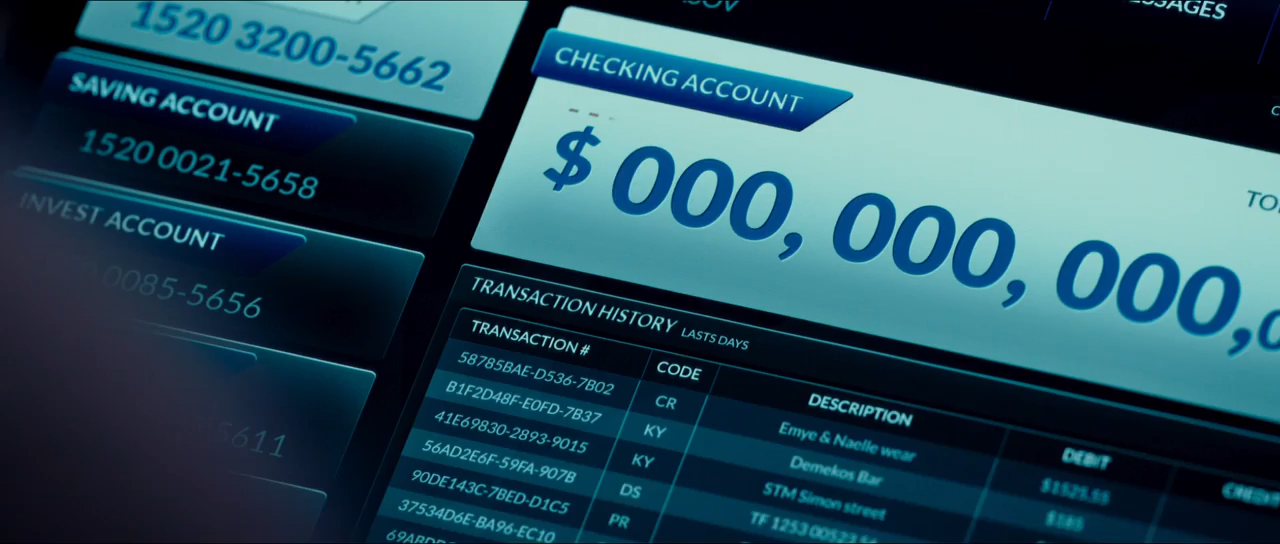 1520 3200-5662
SAVING ACCOUNT
1520 0021-5658
INVEST ACCOUNT
0085-5656
5611
CHECKING ACCOUNT
$ 000, 000, 000,
TRANSACTION HISTORY LASTS DAYS
TRANSACTION # CODE DESCRIPTION DEBIT
58785BAE-D536-7B02 CR Emye & Naelle wear $1525.55
B1F2D48F-E0FD-7B37 KY Demekos Bar $185
41E69830-2893-9015 KY STM Simon street
56AD2E6F-59FA-907B DS TF 1253 00523
90DE143C-7BED-D1C5 PR
37534D6E-BA96-EC10